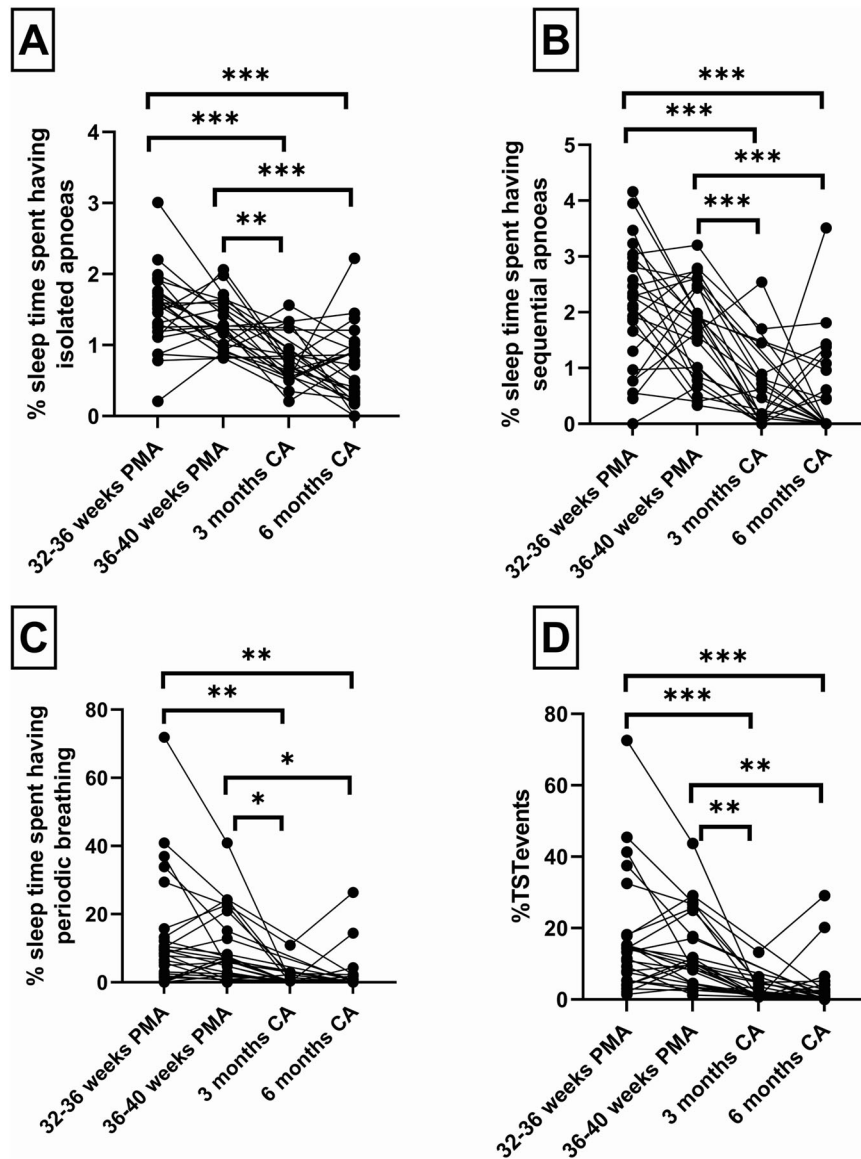 A
***
***
***
**
% sleep time spent having
isolated apnoeas
4
3
2
1
0
32-36 weeks PMA
36-40 weeks PMA
3 months CA
6 months CA
B
***
***
***
***
% sleep time spent having
sequential apnoeas
5
4
3
2
1
0
32-36 weeks PMA
36-40 weeks PMA
3 months CA
6 months CA
C
**
**
*
*
% sleep time spent having
periodic breathing
80
60
40
20
0
32-36 weeks PMA
36-40 weeks PMA
3 months CA
6 months CA
D
***
***
**
**
%TSTevents
80
60
40
20
0
32-36 weeks PMA
36-40 weeks PMA
3 months CA
6 months CA